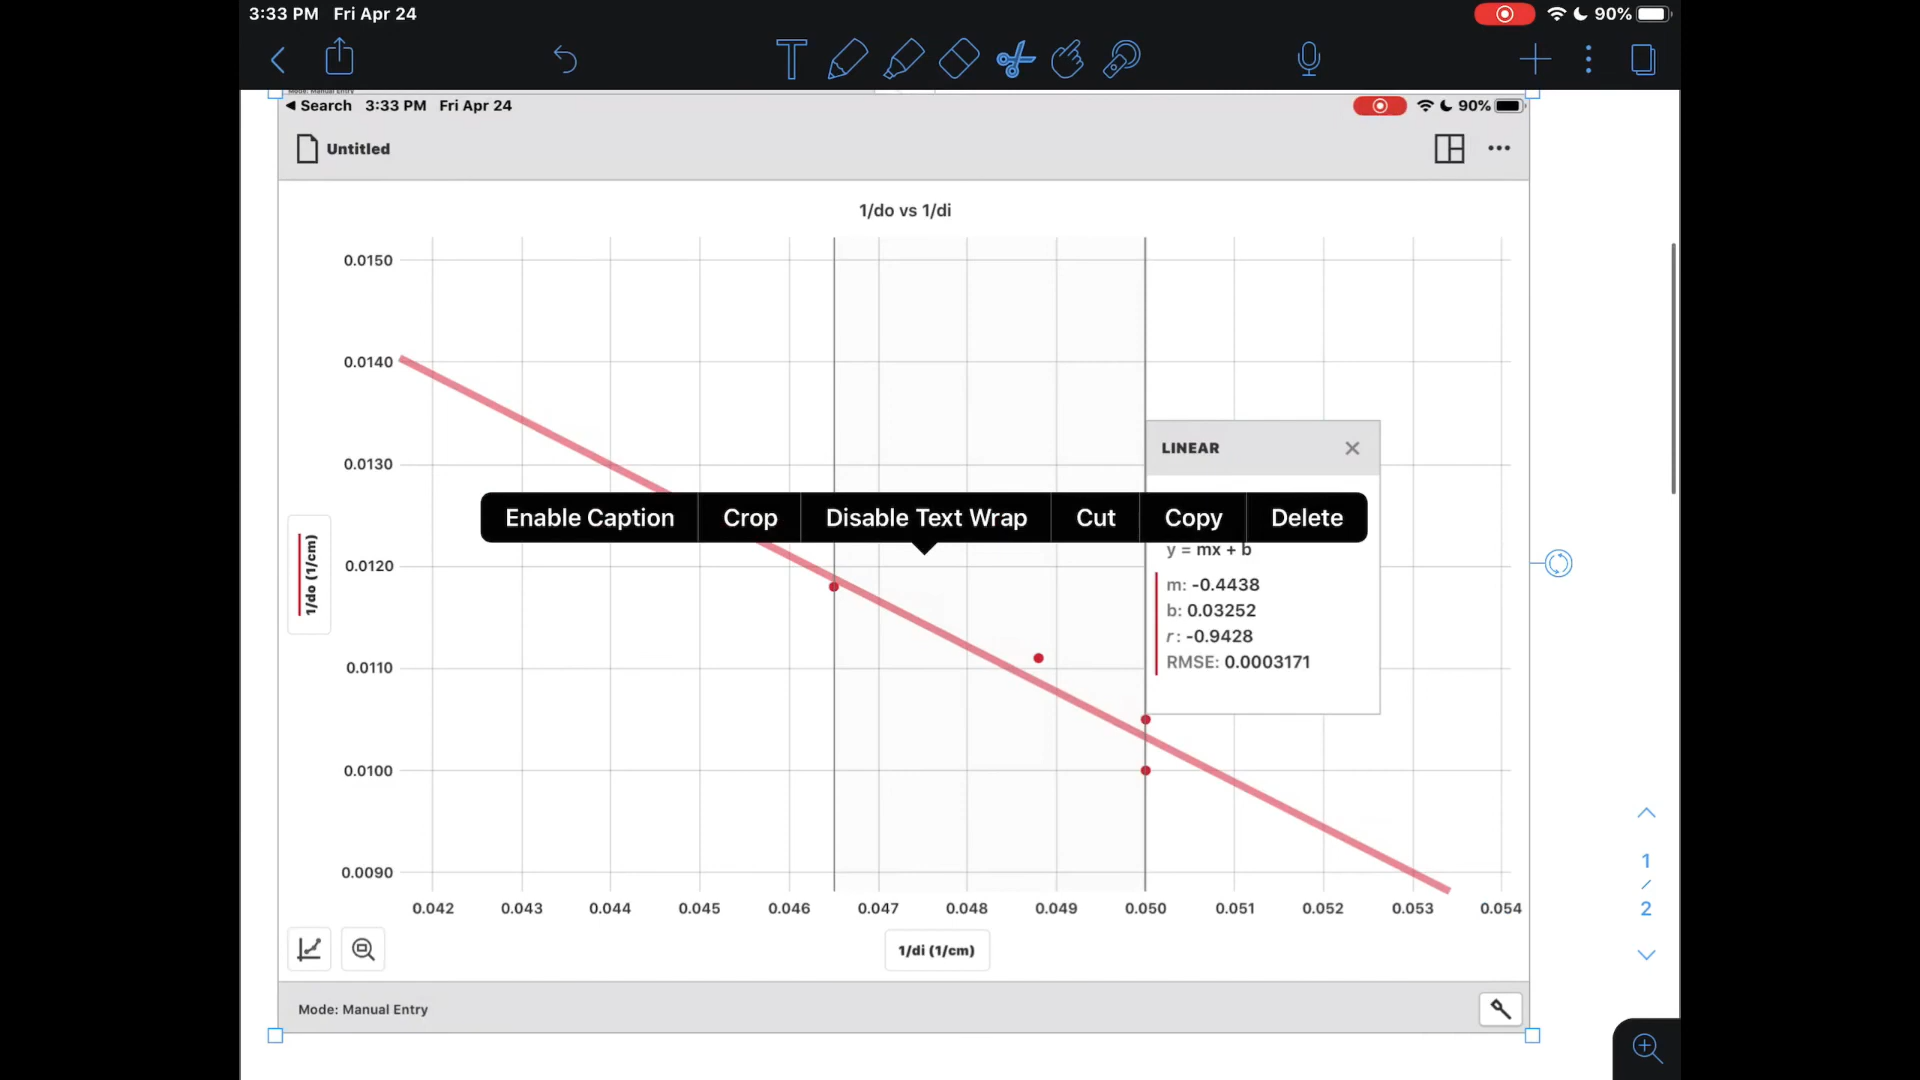 3:33 PM Fri Apr 24
90%
Mode: Manual Entry
Search 3:33 PM Fri Apr 24
90%
Untitled
1/do vs 1/di
0.0150
0.0140
0.0130
0.0120
0.0110
0.0100
0.0090
1/do (1/cm)
LINEAR
Enable Caption Crop Disable Text Wrap Cut Copy Delete
y = mx + b
m: -0.4438
b: 0.03252
r: -0.9428
RMSE: 0.0003171
0.042 0.043 0.044 0.045 0.046 0.047 0.048 0.049 0.050 0.051 0.052 0.053 0.054
1/di (1/cm)
Mode: Manual Entry
1
/
2